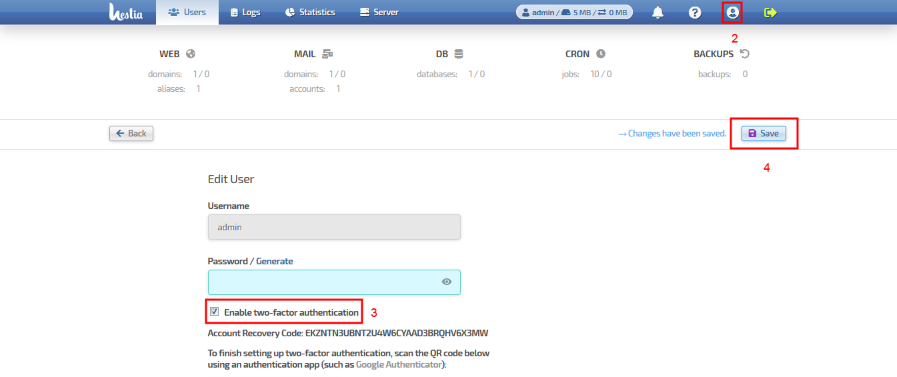 Hestia Users Logs Statistics Server admin / 5 MB / 0 MB
2
WEB MAIL DB CRON BACKUPS
domains: 1 / 0 domains: 1 / 0 databases: 1 / 0 jobs: 10 / 0 backups: 0
aliases: 1 accounts: 1
Back → Changes have been saved. Save
4
Edit User
Username
admin
Password / Generate
Enable two-factor authentication 3
Account Recovery Code: EKZNTN3UBNT2U4W6CYAAD3BRQHV6X3MW
To finish setting up two-factor authentication, scan the QR code below
using an authentication app (such as Google Authenticator):